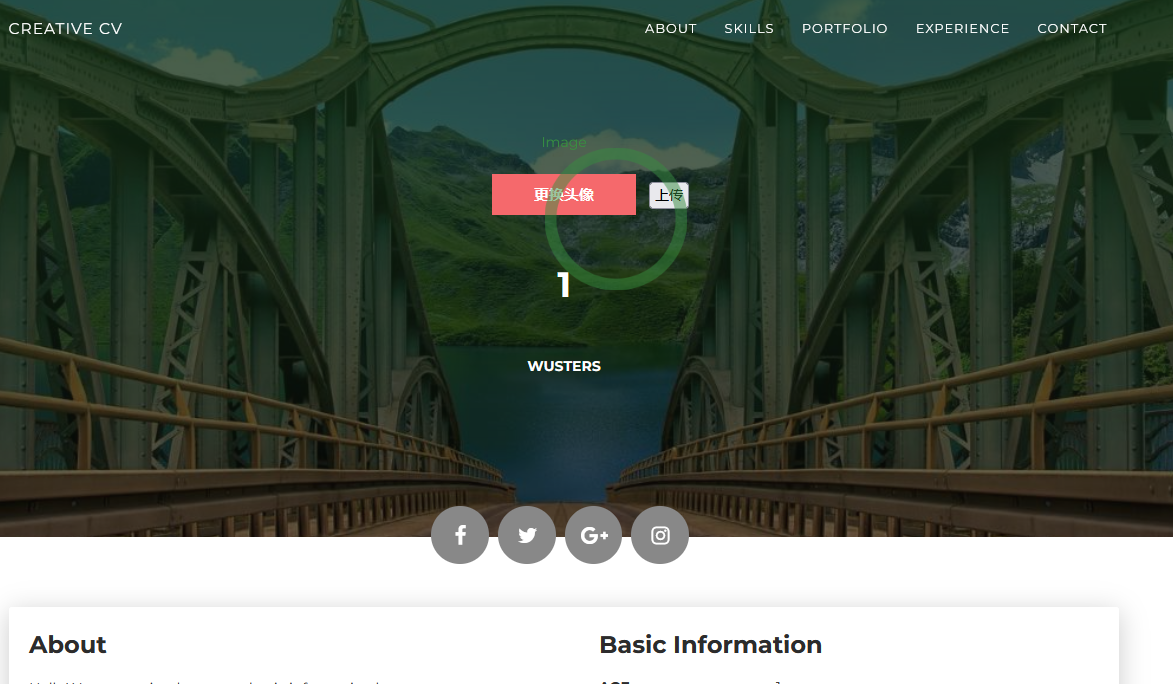 CREATIVE CV ABOUT SKILLS PORTFOLIO EXPERIENCE CONTACT
Image
更换头像 上传
1
WUSTERS
G+
About Basic Information